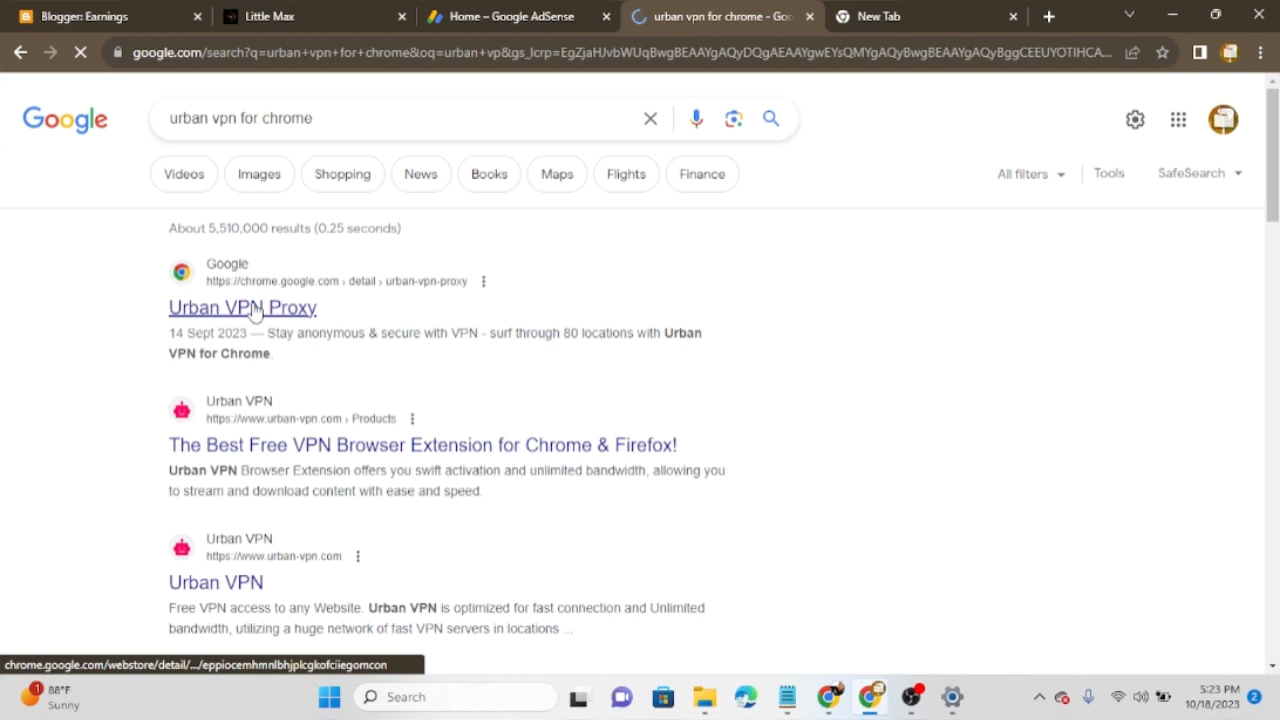 Blogger: Earnings
Little Max
Home – Google AdSense
urban vpn for chrome - Goo
New Tab
google.com/search?q=urban+vpn+for+chrome&oq=urban+vp&gs_lcrp=EgZjaHJvbWUqBwgBEAAYgAQyDQgAEAAYwEYsQMYgAQyBwgBEAAYgAQyBggCEEUYOTIHCA...
Google
urban vpn for chrome
Videos
Images
Shopping
News
Books
Maps
Flights
Finance
All filters
Tools
SafeSearch
About 5,510,000 results (0.25 seconds)
Google
https://chrome.google.com › detail › urban-vpn-proxy
Urban VPN Proxy
14 Sept 2023 — Stay anonymous & secure with VPN - surf through 80 locations with Urban
VPN for Chrome.
Urban VPN
https://www.urban-vpn.com › Products
The Best Free VPN Browser Extension for Chrome & Firefox!
Urban VPN Browser Extension offers you swift activation and unlimited bandwidth, allowing you
to stream and download content with ease and speed.
Urban VPN
https://www.urban-vpn.com
Urban VPN
Free VPN access to any Website. Urban VPN is optimized for fast connection and Unlimited
bandwidth, utilizing a huge network of fast VPN servers in locations ...
chrome.google.com/webstore/detail/.../eppiocemhmnlbhjplcgkofciiegomcon
1
88°F
Sunny
Search
5:23 PM
10/18/2023
2